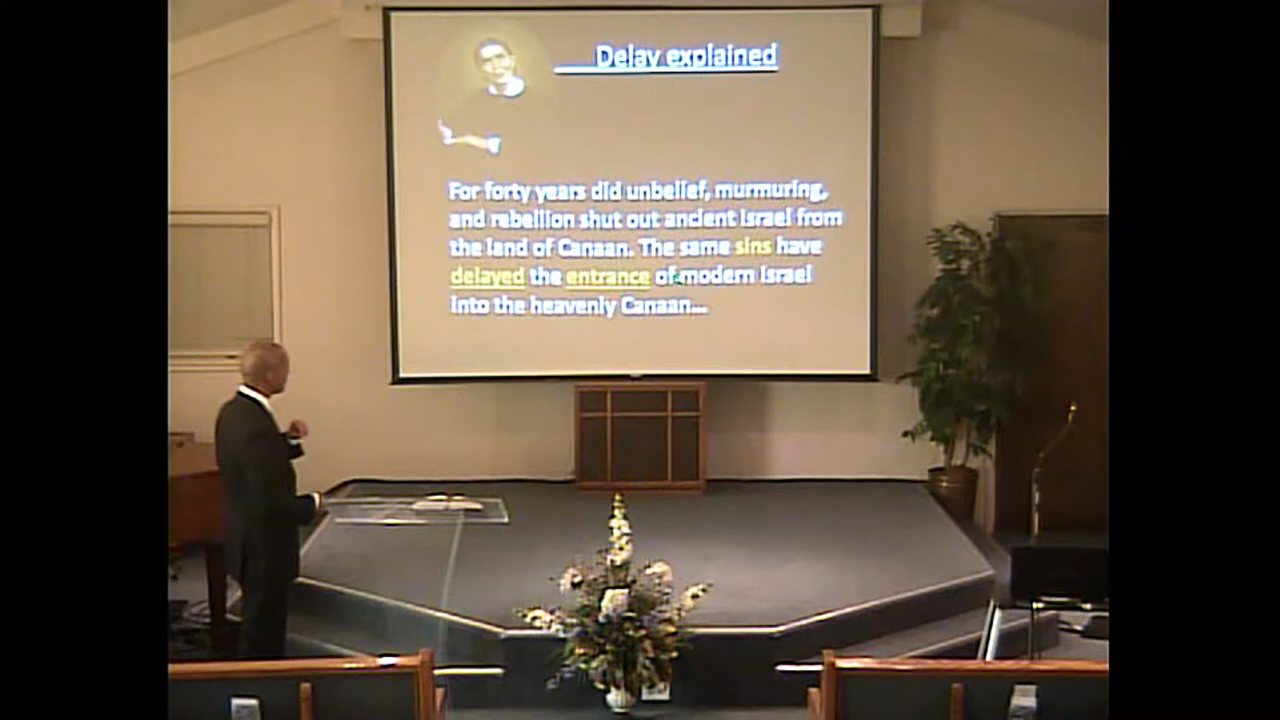 Delay explained
For forty years did unbelief, murmuring,
and rebellion shut out ancient Israel from
the land of Canaan. The same sins have
delayed the entrance of modern Israel
into the heavenly Canaan...